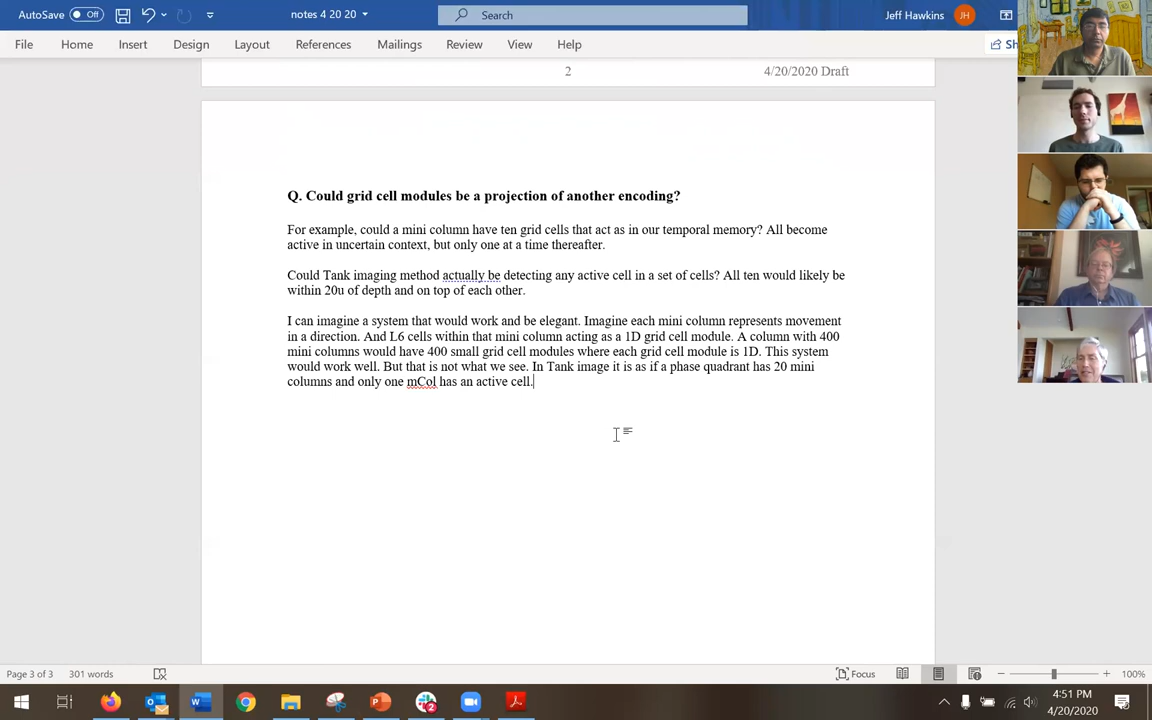 AutoSave Off notes 4 20 20 Search Jeff Hawkins JH
File Home Insert Design Layout References Mailings Review View Help Sh
2 4/20/2020 Draft
Q. Could grid cell modules be a projection of another encoding?
For example, could a mini column have ten grid cells that act as in our temporal memory? All become
active in uncertain context, but only one at a time thereafter.
Could Tank imaging method actually be detecting any active cell in a set of cells? All ten would likely be
within 20u of depth and on top of each other.
I can imagine a system that would work and be elegant. Imagine each mini column represents movement
in a direction. And L6 cells within that mini column acting as a 1D grid cell module. A column with 400
mini columns would have 400 small grid cell modules where each grid cell module is 1D. This system
would work well. But that is not what we see. In Tank image it is as if a phase quadrant has 20 mini
columns and only one mCol has an active cell.
Page 3 of 3 301 words Focus 100%
4:51 PM
4/20/2020